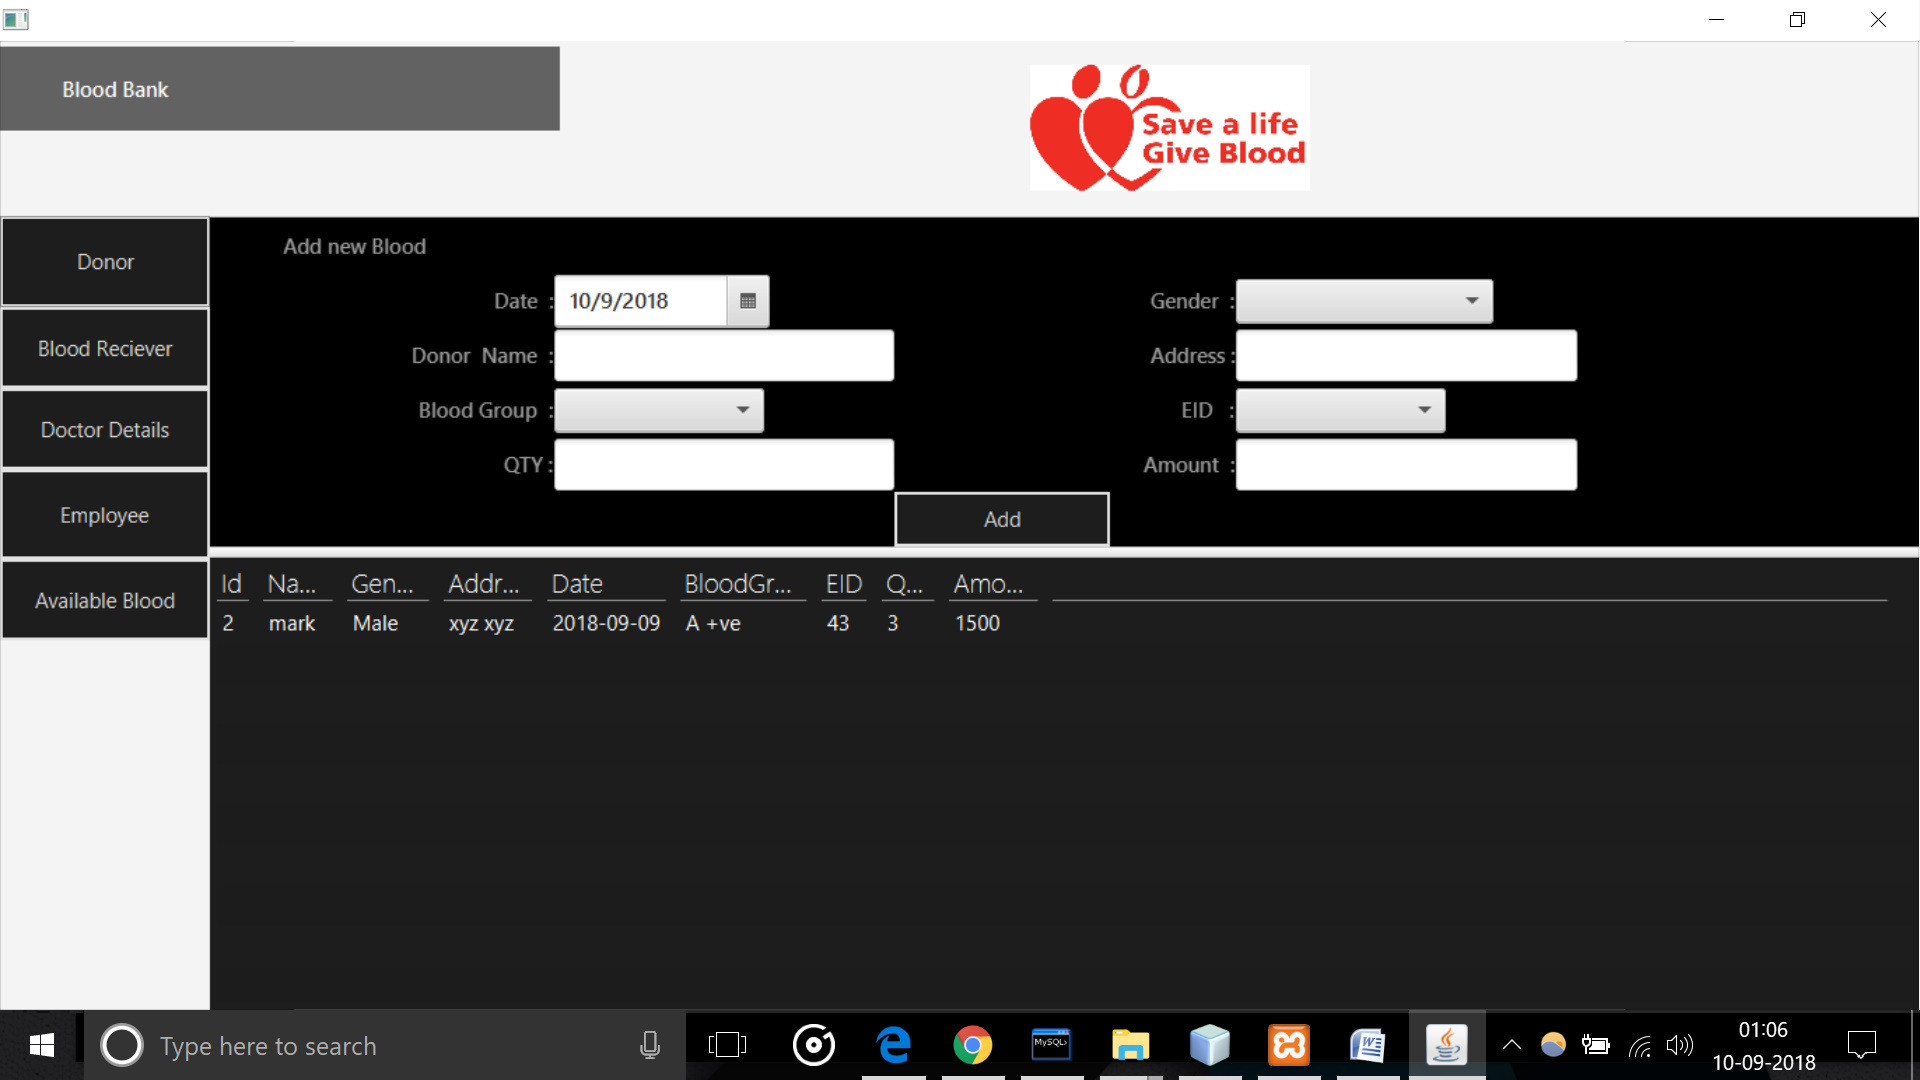 Blood Bank
Save a life
Give Blood
Donor
Blood Reciever
Doctor Details
Employee
Available Blood
Add new Blood
Date : 10/9/2018
Gender :
Donor Name :
Address :
Blood Group :
EID :
QTY :
Amount :
Add
Id Na... Gen... Addr... Date BloodGr... EID Q... Amo...
2 mark Male xyz xyz 2018-09-09 A +ve 43 3 1500
Type here to search
MySQL>
01:06
10-09-2018